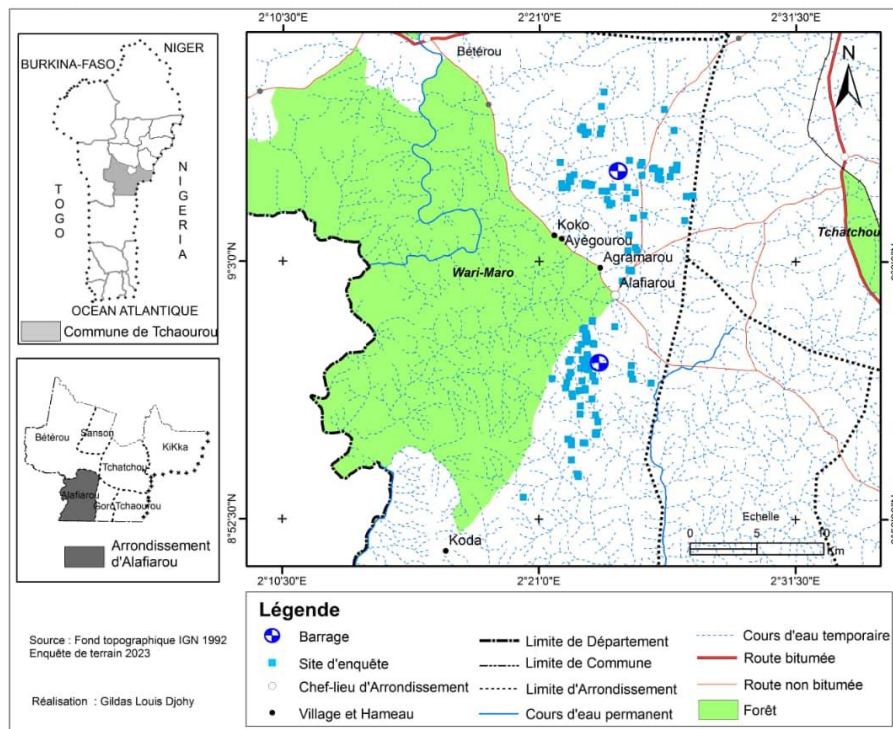 NIGER
BURKINA-FASO
TOGO
NIGERIA
OCEAN ATLANTIQUE
Commune de Tchaourou
Bétérou
Sanson
KiKka
Tchatchou
Alafiarou
Goro
Tchaourou
Arrondissement
d'Alafiarou
Source : Fond topographique IGN 1992
Enquête de terrain 2023
Réalisation : Gildas Louis Djohy
2°10'30"E
2°21'0"E
2°31'30"E
Bétérou
N
Koko
Ayègourou
Agramarou
Alafiarou
Wari-Maro
Tchatchou
9°3'0"N
8°52'30"N
Koda
Echelle
0 5 10
Km
2°10'30"E
2°21'0"E
2°31'30"E
Légende
Barrage
Site d'enquête
Chef-lieu d'Arrondissement
Village et Hameau
Limite de Département
Limite de Commune
Limite d'Arrondissement
Cours d'eau permanent
Cours d'eau temporaire
Route bitumée
Route non bitumée
Forêt